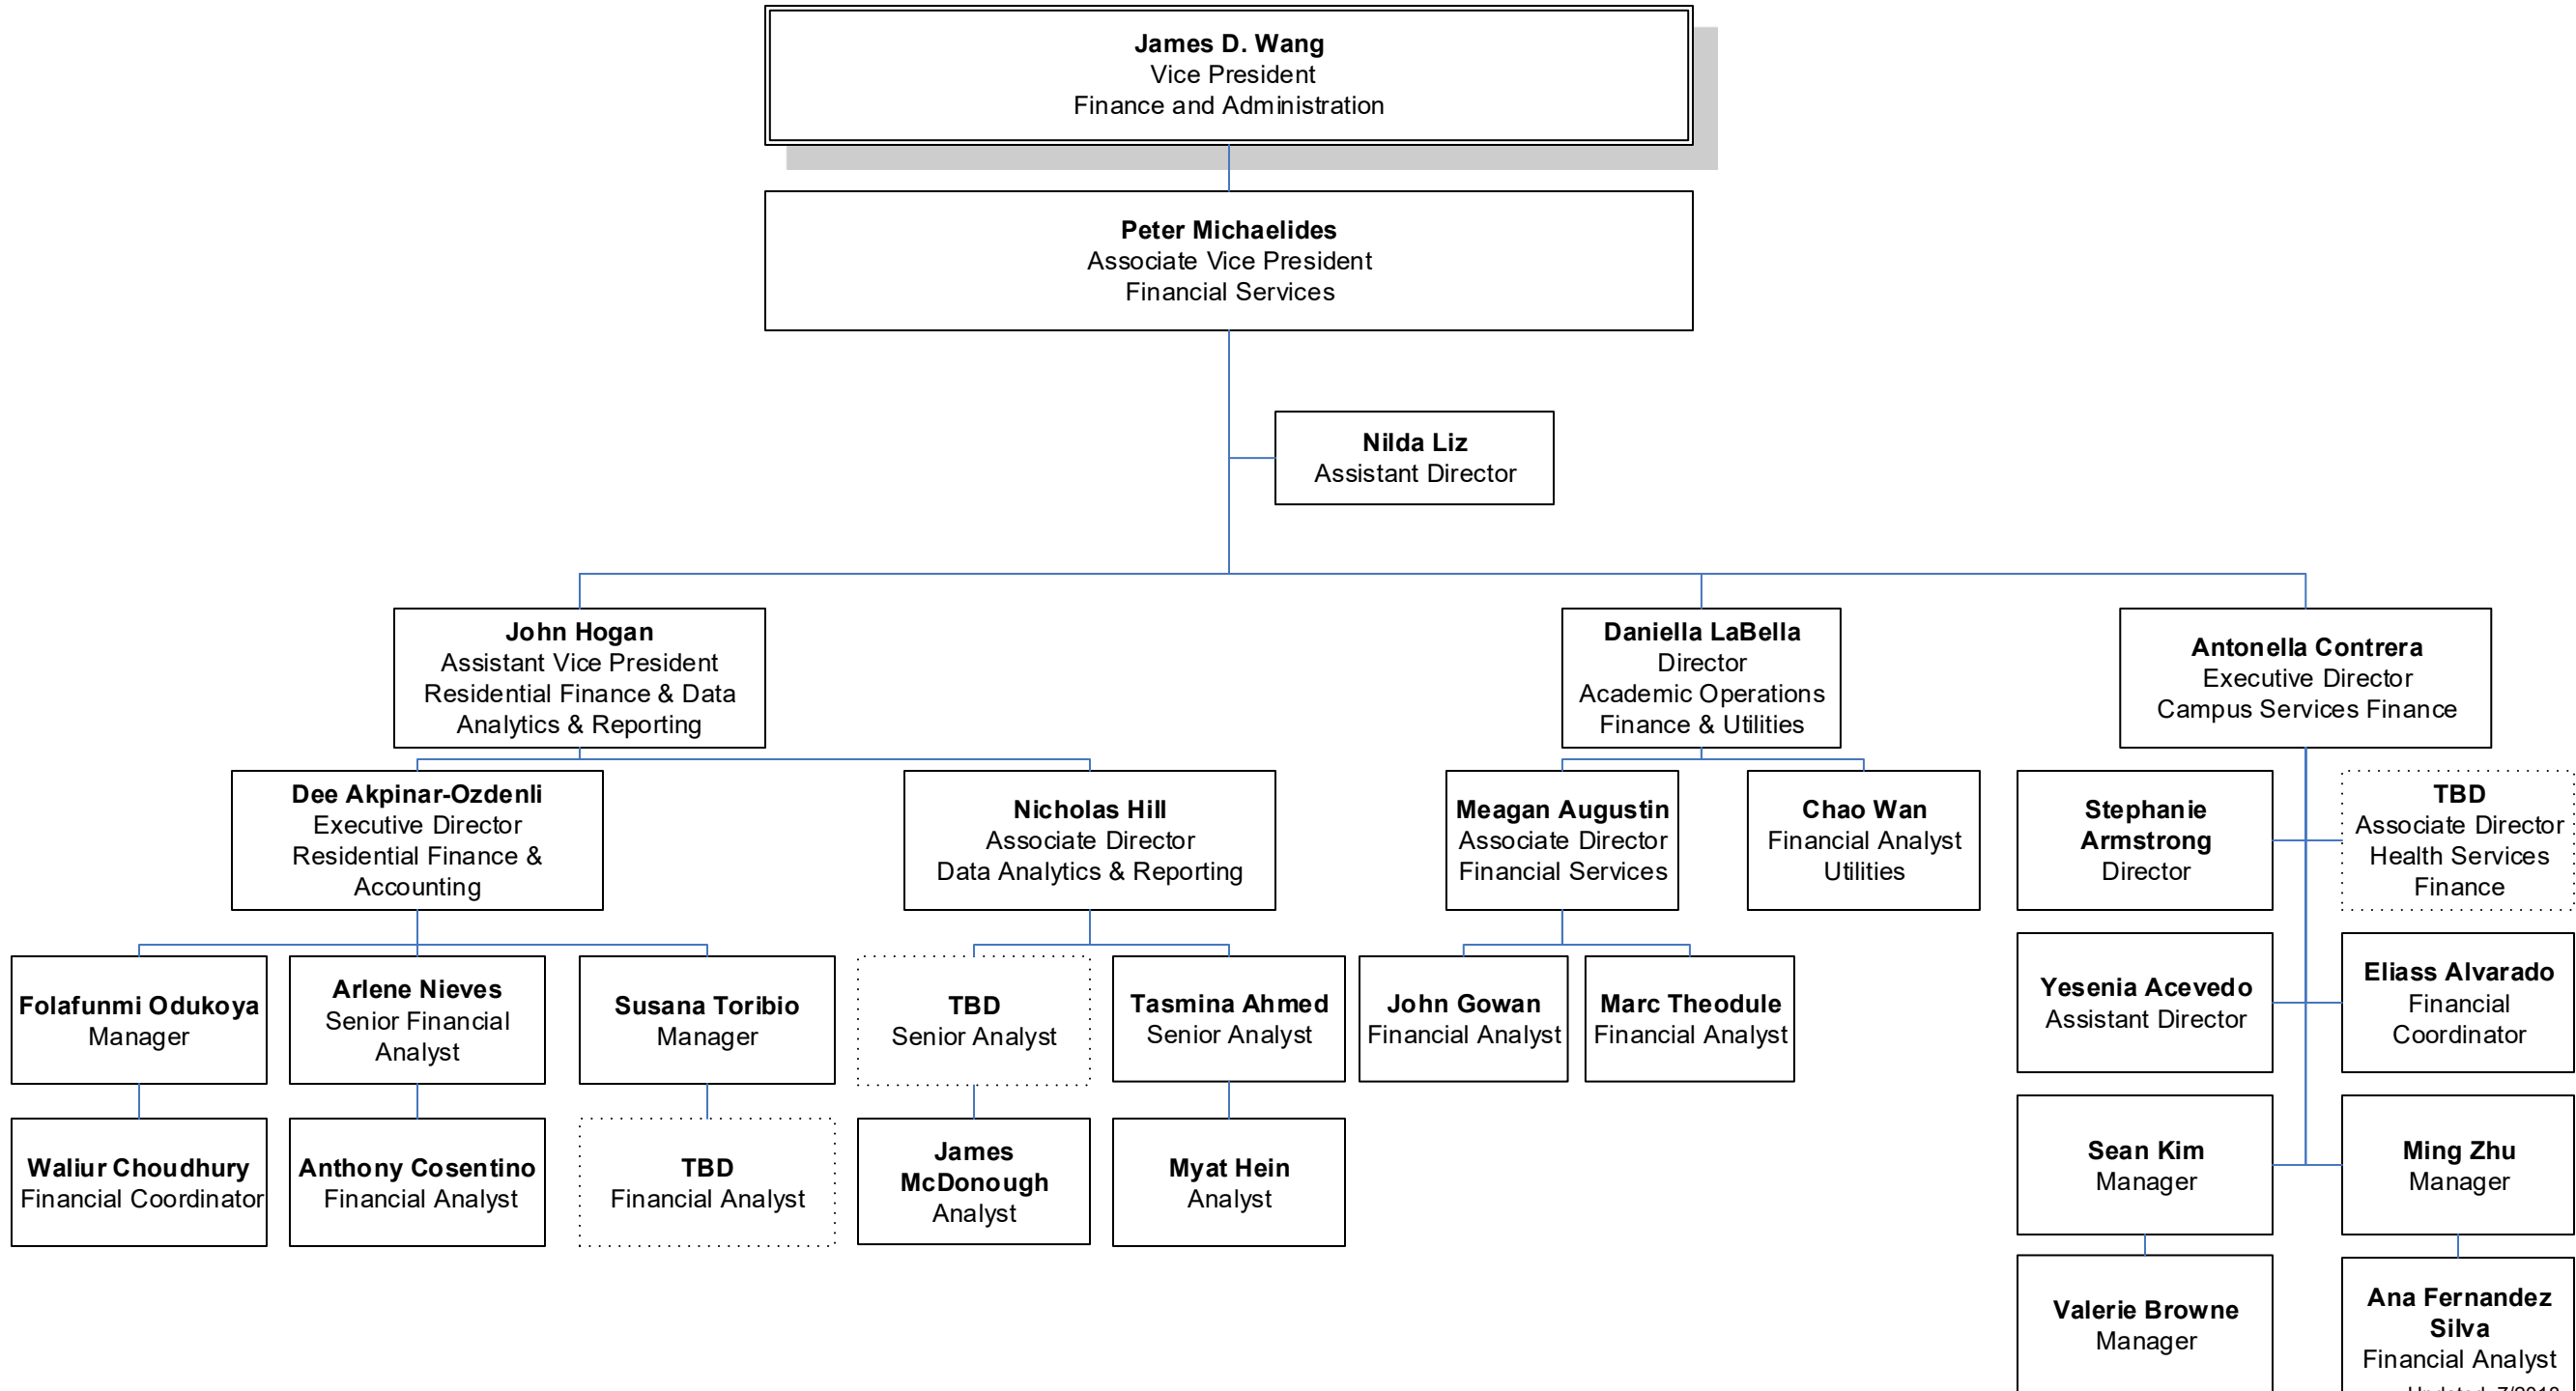 James D. Wang
Vice President
Finance and Administration
Peter Michaelides
Associate Vice President
Financial Services
Nilda Liz
Assistant Director
John Hogan
Assistant Vice President
Residential Finance & Data
Analytics & Reporting
Daniella LaBella
Director
Academic Operations
Finance & Utilities
Antonella Contrera
Executive Director
Campus Services Finance
Dee Akpinar-Ozdenli
Executive Director
Residential Finance &
Accounting
Nicholas Hill
Associate Director
Data Analytics & Reporting
Meagan Augustin
Associate Director
Financial Services
Chao Wan
Financial Analyst
Utilities
Stephanie
Armstrong
Director
TBD
Associate Director
Health Services
Finance
Folafunmi Odukoya
Manager
Arlene Nieves
Senior Financial
Analyst
Susana Toribio
Manager
TBD
Senior Analyst
Tasmina Ahmed
Senior Analyst
John Gowan
Financial Analyst
Marc Theodule
Financial Analyst
Yesenia Acevedo
Assistant Director
Eliass Alvarado
Financial
Coordinator
Waliur Choudhury
Financial Coordinator
Anthony Cosentino
Financial Analyst
TBD
Financial Analyst
James
McDonough
Analyst
Myat Hein
Analyst
Sean Kim
Manager
Ming Zhu
Manager
Valerie Browne
Manager
Ana Fernandez
Silva
Financial Analyst